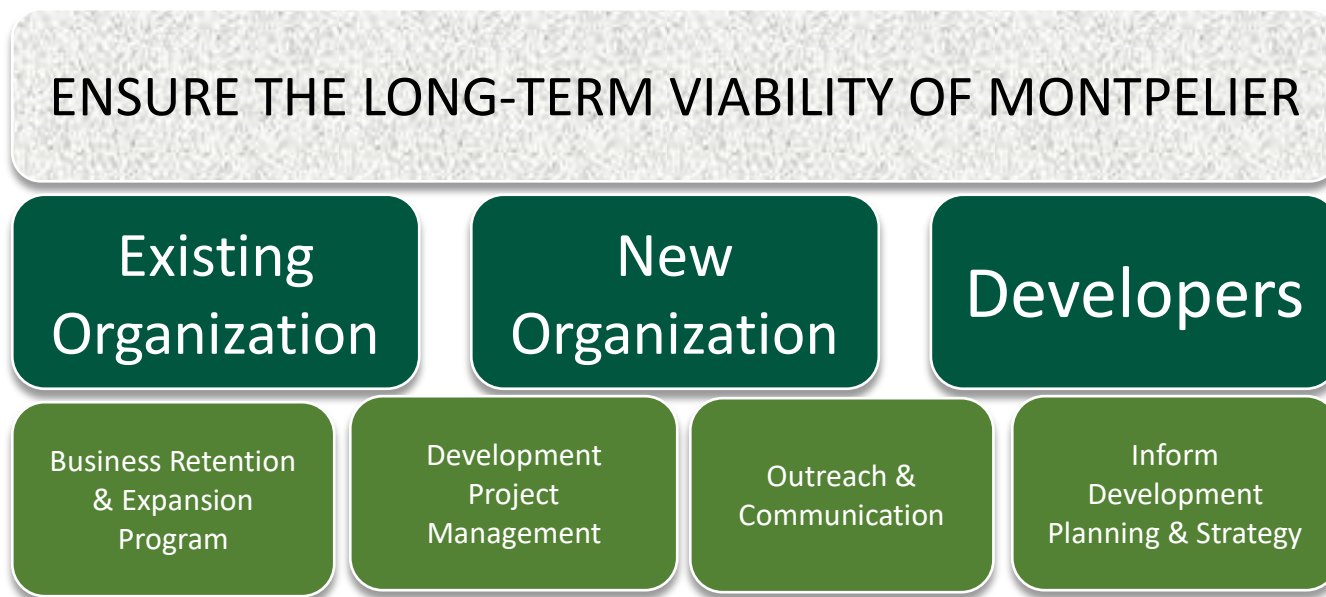 ENSURE THE LONG-TERM VIABILITY OF MONTPELIER
Existing
Organization
New
Organization
Developers
Business Retention
& Expansion
Program
Development
Project
Management
Outreach &
Communication
Inform
Development
Planning & Strategy